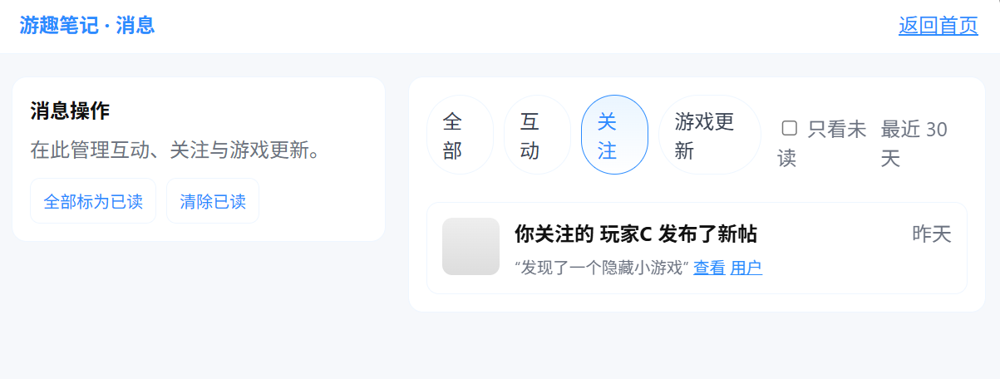 游趣笔记 · 消息
返回首页
消息操作
在此管理互动、关注与游戏更新。
全部标为已读
清除已读
全
部
互
动
关
注
游戏更
新
只看未
读
最近 30
天
你关注的 玩家C 发布了新帖
昨天
“发现了一个隐藏小游戏” 查看 用户